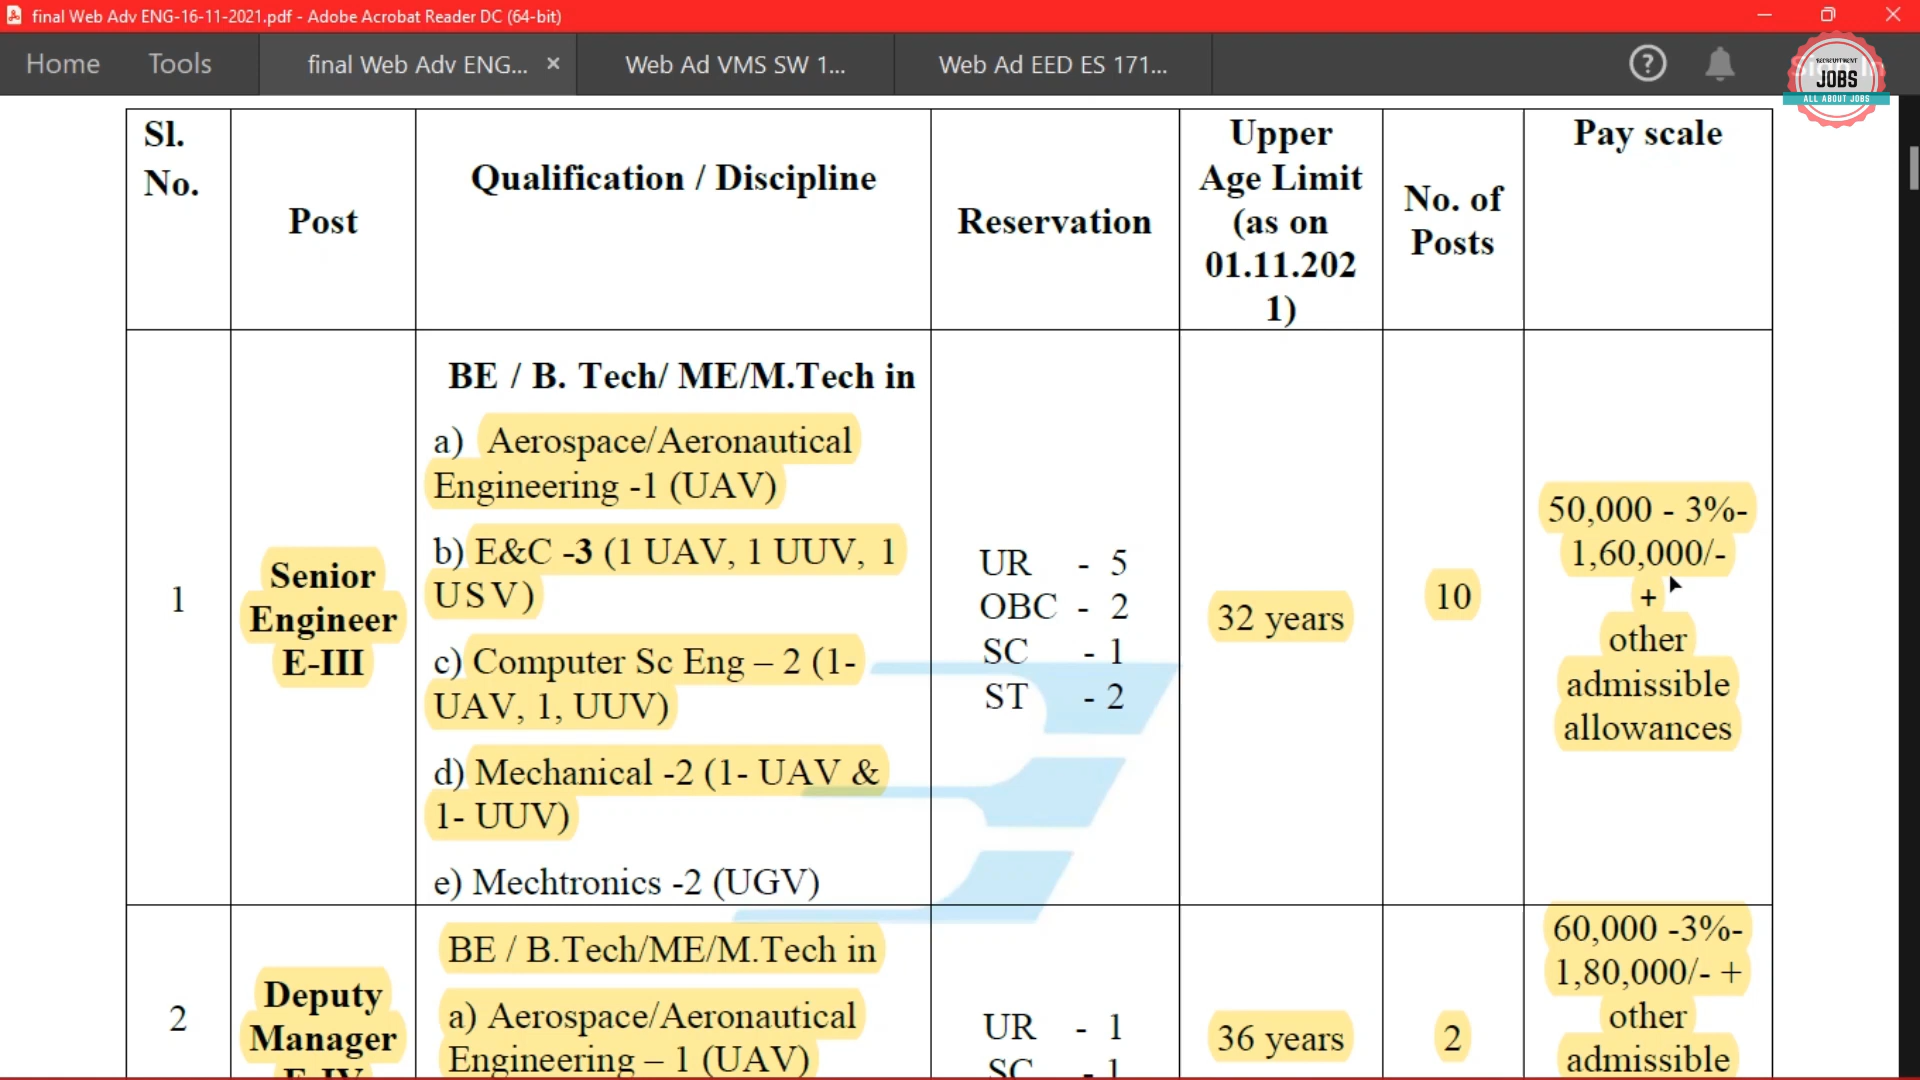 final Web Adv ENG-16-11-2021.pdf - Adobe Acrobat Reader DC (64-bit)
Home Tools final Web Adv ENG... × Web Ad VMS SW 1... Web Ad EED ES 171...
RECRUITMENT
JOBS
ALL ABOUT JOBS
Sl.
No.
Post
Qualification / Discipline
Reservation
Upper
Age Limit
(as on
01.11.202
1)
No. of
Posts
Pay scale
1
Senior
Engineer
E-III
BE / B. Tech/ ME/M.Tech in
a) Aerospace/Aeronautical
Engineering -1 (UAV)
b) E&C -3 (1 UAV, 1 UUV, 1
USV)
c) Computer Sc Eng – 2 (1-
UAV, 1, UUV)
d) Mechanical -2 (1- UAV &
1- UUV)
e) Mechtronics -2 (UGV)
UR - 5
OBC - 2
SC - 1
ST - 2
32 years
10
50,000 - 3%-
1,60,000/-
+
other
admissible
allowances
2
Deputy
Manager
E-IV
BE / B.Tech/ME/M.Tech in
a) Aerospace/Aeronautical
Engineering – 1 (UAV)
UR - 1
SC - 1
36 years
2
60,000 -3%-
1,80,000/- +
other
admissible